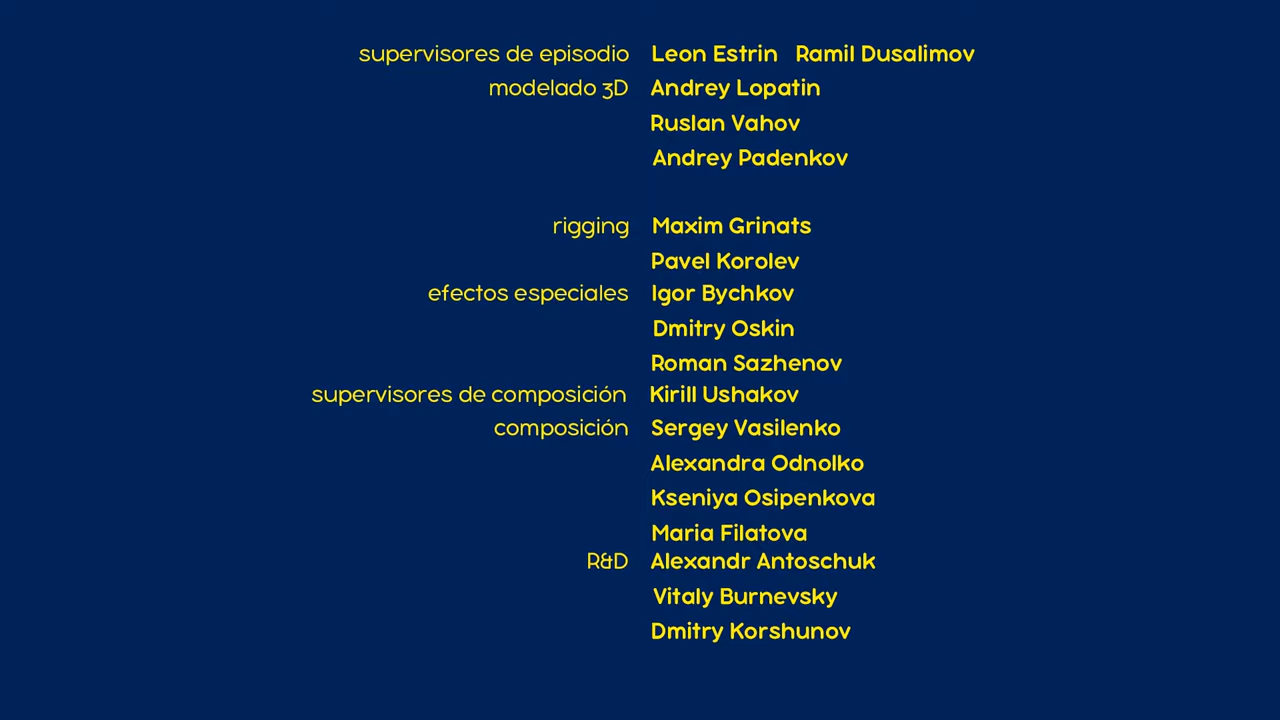 supervisores de episodio Leon Estrin Ramil Dusalimov
modelado 3D Andrey Lopatin
Ruslan Vahov
Andrey Padenkov
rigging Maxim Grinats
Pavel Korolev
efectos especiales Igor Bychkov
Dmitry Oskin
Roman Sazhenov
supervisores de composición Kirill Ushakov
composición Sergey Vasilenko
Alexandra Odnolko
Kseniya Osipenkova
Maria Filatova
R&D Alexandr Antoschuk
Vitaly Burnevsky
Dmitry Korshunov